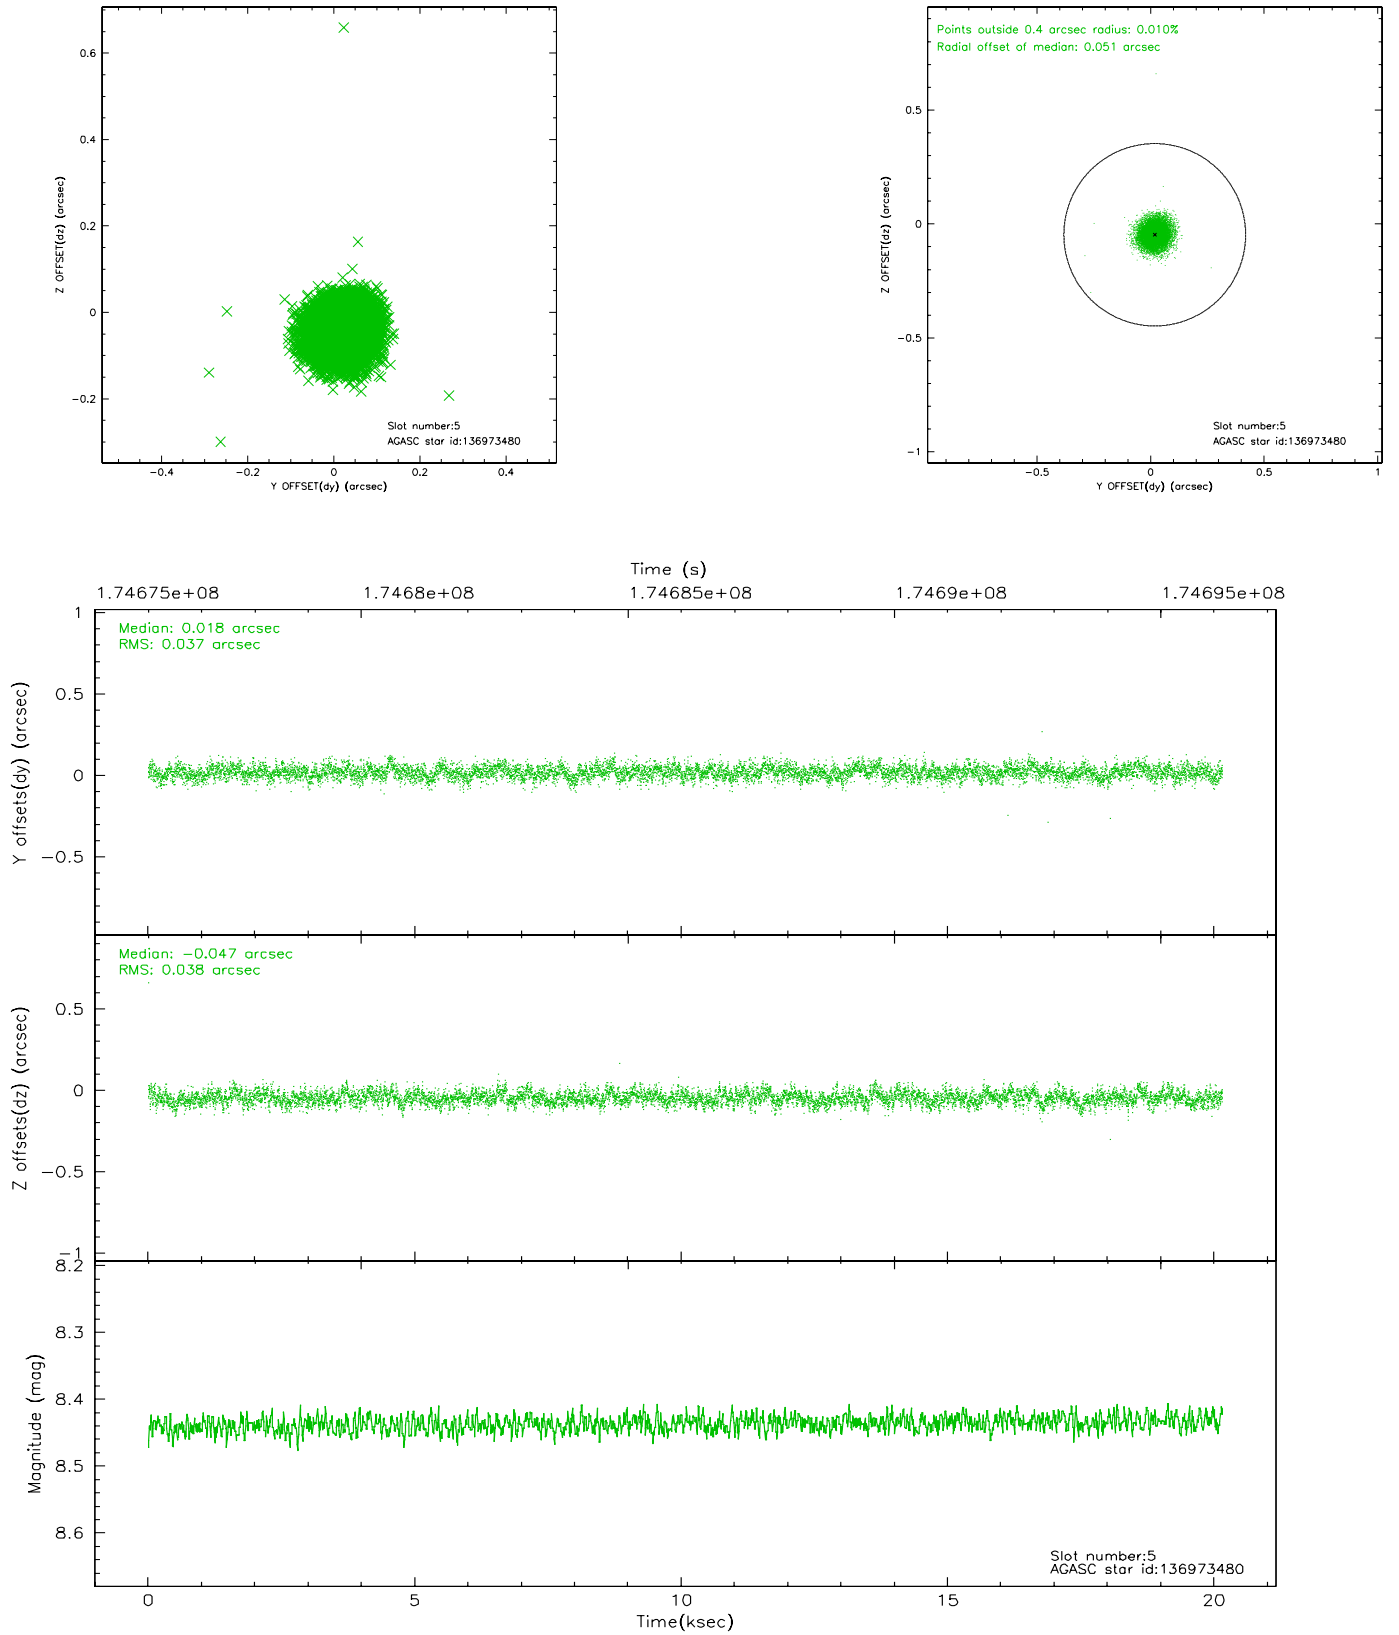 0.6
0.4
0.2
0
−0.2
−0.4
−0.2
0
0.2
0.4
Z OFFSET(dz) (arcsec)
Y OFFSET(dy) (arcsec)
Slot number:5
AGASC star id:136973480
Points outside 0.4 arcsec radius: 0.010%
Radial offset of median: 0.051 arcsec
0.5
0
−0.5
−1
−0.5
0
0.5
1
Z OFFSET(dz) (arcsec)
Y OFFSET(dy) (arcsec)
Slot number:5
AGASC star id:136973480
Time (s)
1.74675e+08
1.7468e+08
1.74685e+08
1.7469e+08
1.74695e+08
Median: 0.018 arcsec
RMS: 0.037 arcsec
1
0.5
0
−0.5
Y offsets(dy) (arcsec)
Median: −0.047 arcsec
RMS: 0.038 arcsec
0.5
0
−0.5
−1
Z offsets(dz) (arcsec)
8.2
8.3
8.4
8.5
8.6
Magnitude (mag)
Slot number:5
AGASC star id:136973480
0
5
10
15
20
Time(ksec)